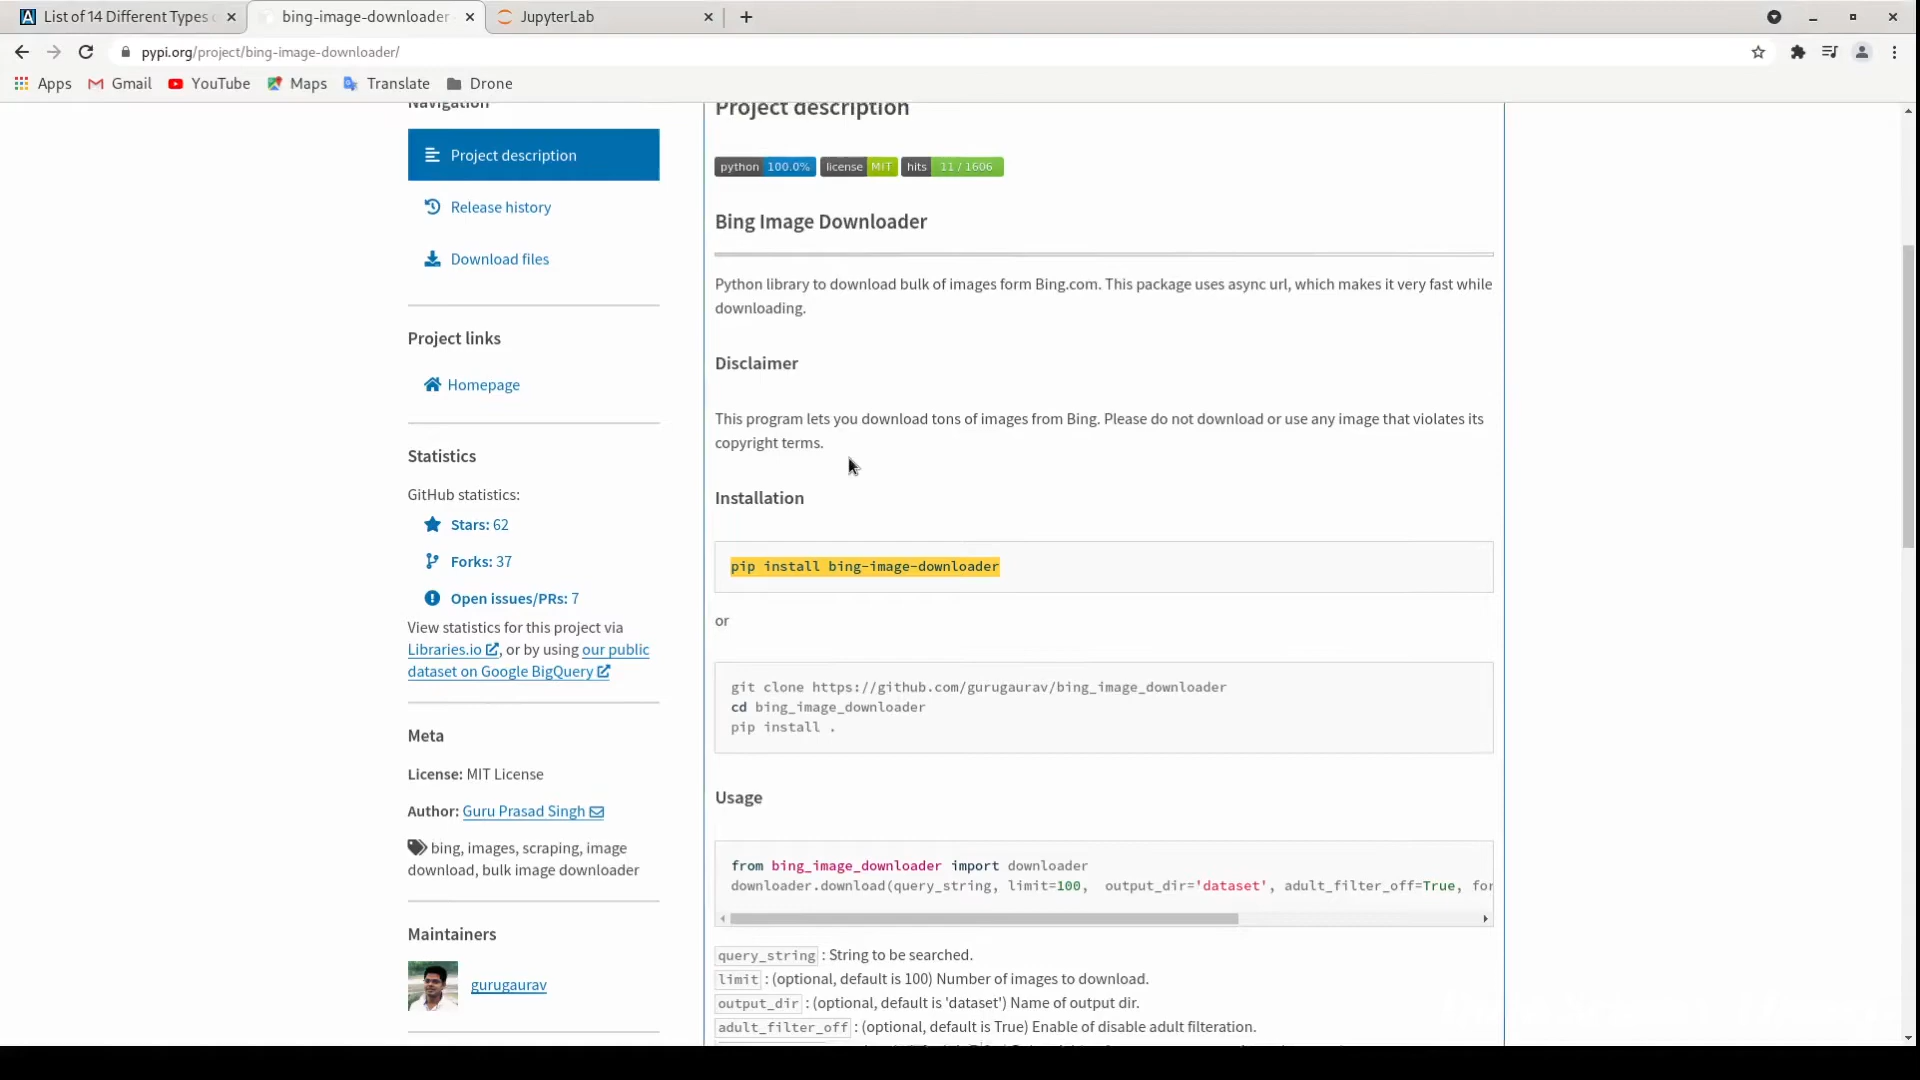 List of 14 Different Types
bing-image-downloader
JupyterLab
pypi.org/project/bing-image-downloader/
Apps
Gmail
YouTube
Maps
Translate
Drone
Navigation
Project description
Release history
Download files
Project links
Homepage
Statistics
GitHub statistics:
Stars: 62
Forks: 37
Open issues/PRs: 7
View statistics for this project via
Libraries.io, or by using our public
dataset on Google BigQuery
Meta
License: MIT License
Author: Guru Prasad Singh
bing, images, scraping, image
download, bulk image downloader
Maintainers
gurugaurav
Project description
python 100.0% license MIT hits 11 / 1606
Bing Image Downloader
Python library to download bulk of images form Bing.com. This package uses async url, which makes it very fast while
downloading.
Disclaimer
This program lets you download tons of images from Bing. Please do not download or use any image that violates its
copyright terms.
Installation
pip install bing-image-downloader
or
git clone https://github.com/gurugaurav/bing_image_downloader
cd bing_image_downloader
pip install .
Usage
from bing_image_downloader import downloader
downloader.download(query_string, limit=100,  output_dir='dataset', adult_filter_off=True, for
query_string : String to be searched.
limit : (optional, default is 100) Number of images to download.
output_dir : (optional, default is 'dataset') Name of output dir.
adult_filter_off : (optional, default is True) Enable of disable adult filteration.